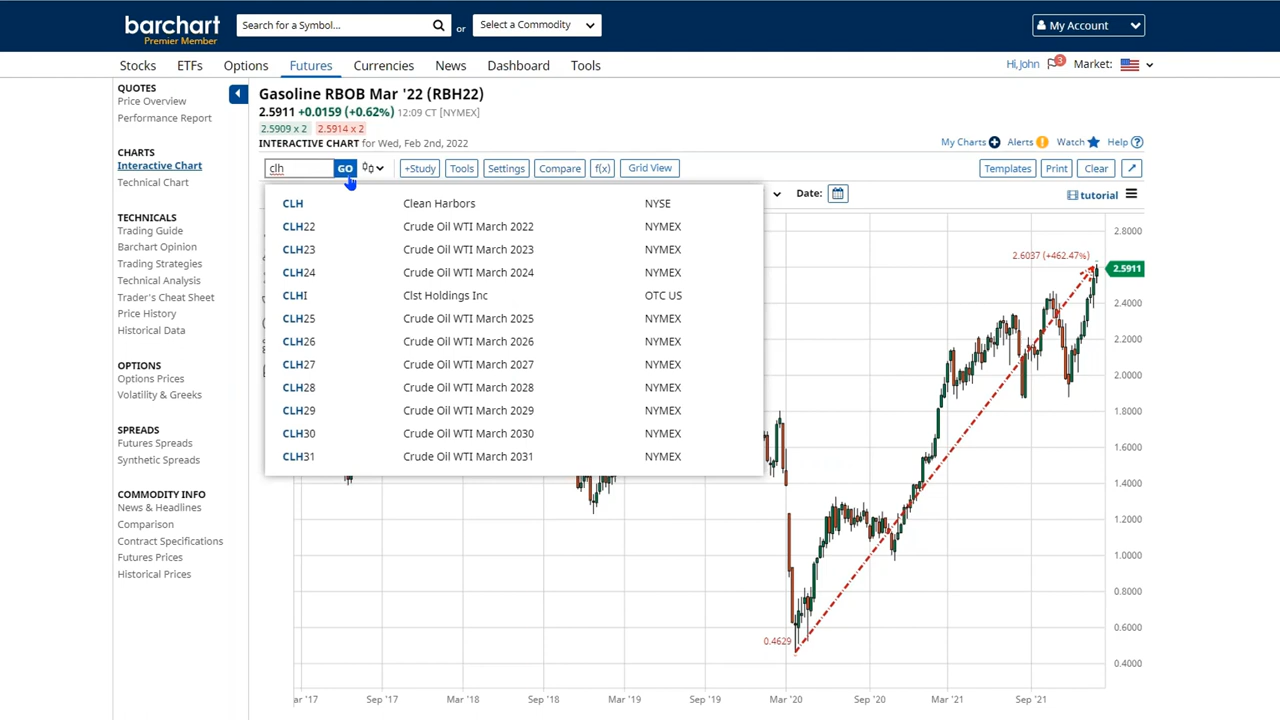 barchart
Premier Member
Search for a Symbol...
or
Select a Commodity
My Account
Stocks ETFs Options Futures Currencies News Dashboard Tools
Hi, John 3 Market:
QUOTES
Price Overview
Performance Report
CHARTS
Interactive Chart
Technical Chart
TECHNICALS
Trading Guide
Barchart Opinion
Trading Strategies
Technical Analysis
Trader's Cheat Sheet
Price History
Historical Data
OPTIONS
Options Prices
Volatility & Greeks
SPREADS
Futures Spreads
Synthetic Spreads
COMMODITY INFO
News & Headlines
Comparison
Contract Specifications
Futures Prices
Historical Prices
Gasoline RBOB Mar '22 (RBH22)
2.5911 +0.0159 (+0.62%) 12:09 CT [NYMEX]
2.5909 x 2 2.5914 x 2
INTERACTIVE CHART for Wed, Feb 2nd, 2022
My Charts Alerts Watch Help
clh GO +Study Tools Settings Compare f(x) Grid View
Templates Print Clear
Date:
tutorial
CLH Clean Harbors NYSE
CLH22 Crude Oil WTI March 2022 NYMEX
CLH23 Crude Oil WTI March 2023 NYMEX
CLH24 Crude Oil WTI March 2024 NYMEX
CLHI Clst Holdings Inc OTC US
CLH25 Crude Oil WTI March 2025 NYMEX
CLH26 Crude Oil WTI March 2026 NYMEX
CLH27 Crude Oil WTI March 2027 NYMEX
CLH28 Crude Oil WTI March 2028 NYMEX
CLH29 Crude Oil WTI March 2029 NYMEX
CLH30 Crude Oil WTI March 2030 NYMEX
CLH31 Crude Oil WTI March 2031 NYMEX
2.6037 (+462.47%)
0.4629
2.8000
2.5911
2.4000
2.2000
2.0000
1.8000
1.6000
1.4000
1.2000
1.0000
0.8000
0.6000
0.4000
ar '17 Sep '17 Mar '18 Sep '18 Mar '19 Sep '19 Mar '20 Sep '20 Mar '21 Sep '21